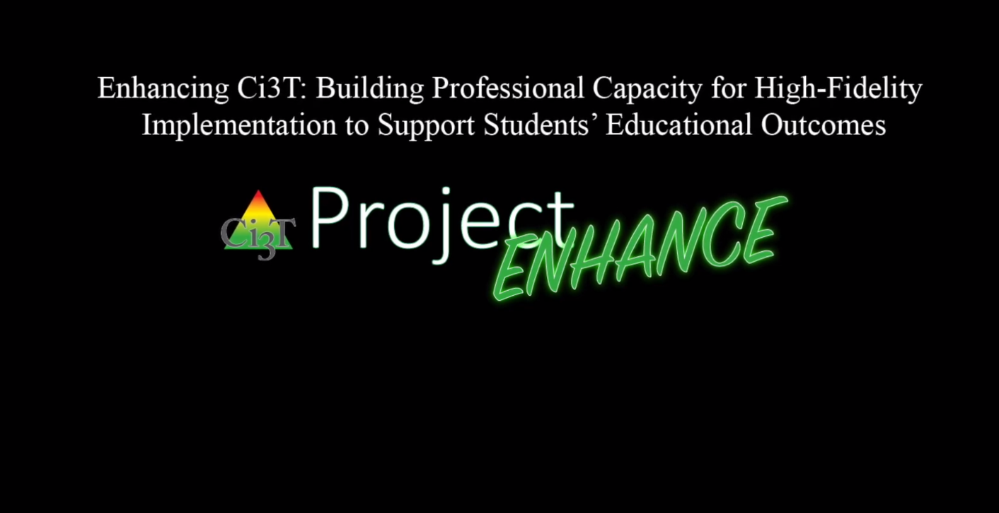 Enhancing Ci3T: Building Professional Capacity for High-Fidelity
Implementation to Support Students’ Educational Outcomes
Ci3T Project
ENHANCE